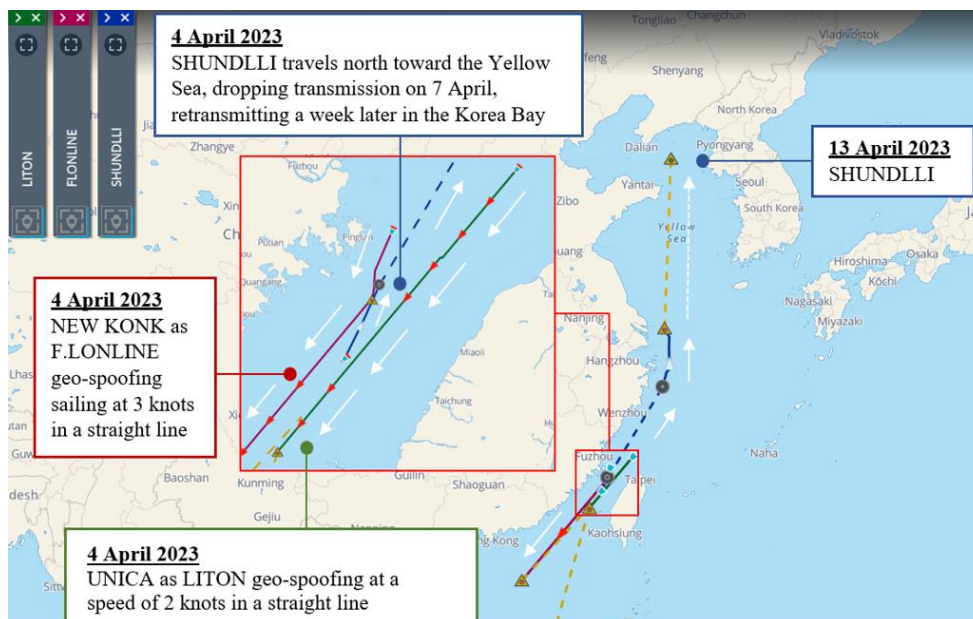 LITON
FLONLINE
SHUNDLLI
4 April 2023
SHUNDLLI travels north toward the Yellow
Sea, dropping transmission on 7 April,
retransmitting a week later in the Korea Bay
13 April 2023
SHUNDLLI
4 April 2023
NEW KONK as
F.LONLINE
geo-spoofing
sailing at 3 knots
in a straight line
4 April 2023
UNICA as LITON geo-spoofing at a
speed of 2 knots in a straight line
Tongliao
Changchun
Vladivostok
Shenyang
North Korea
Dalian
Pyongyang
Seoul
South Korea
Yantai
Zibo
Yellow
Sea
Zhangye
Hiroshima
Osaka
Kōchi
Nagasaki
Miyazaki
Nanjing
Hangzhou
Wenzhou
Fuzhou
Taipei
Kaohsiung
Naha
Fuzhou
Putian
Pingtan
Quangang
Miaoli
Taichung
Lhas
Baoshan
Kunming
Guilin
Shaoguan
Gejiu